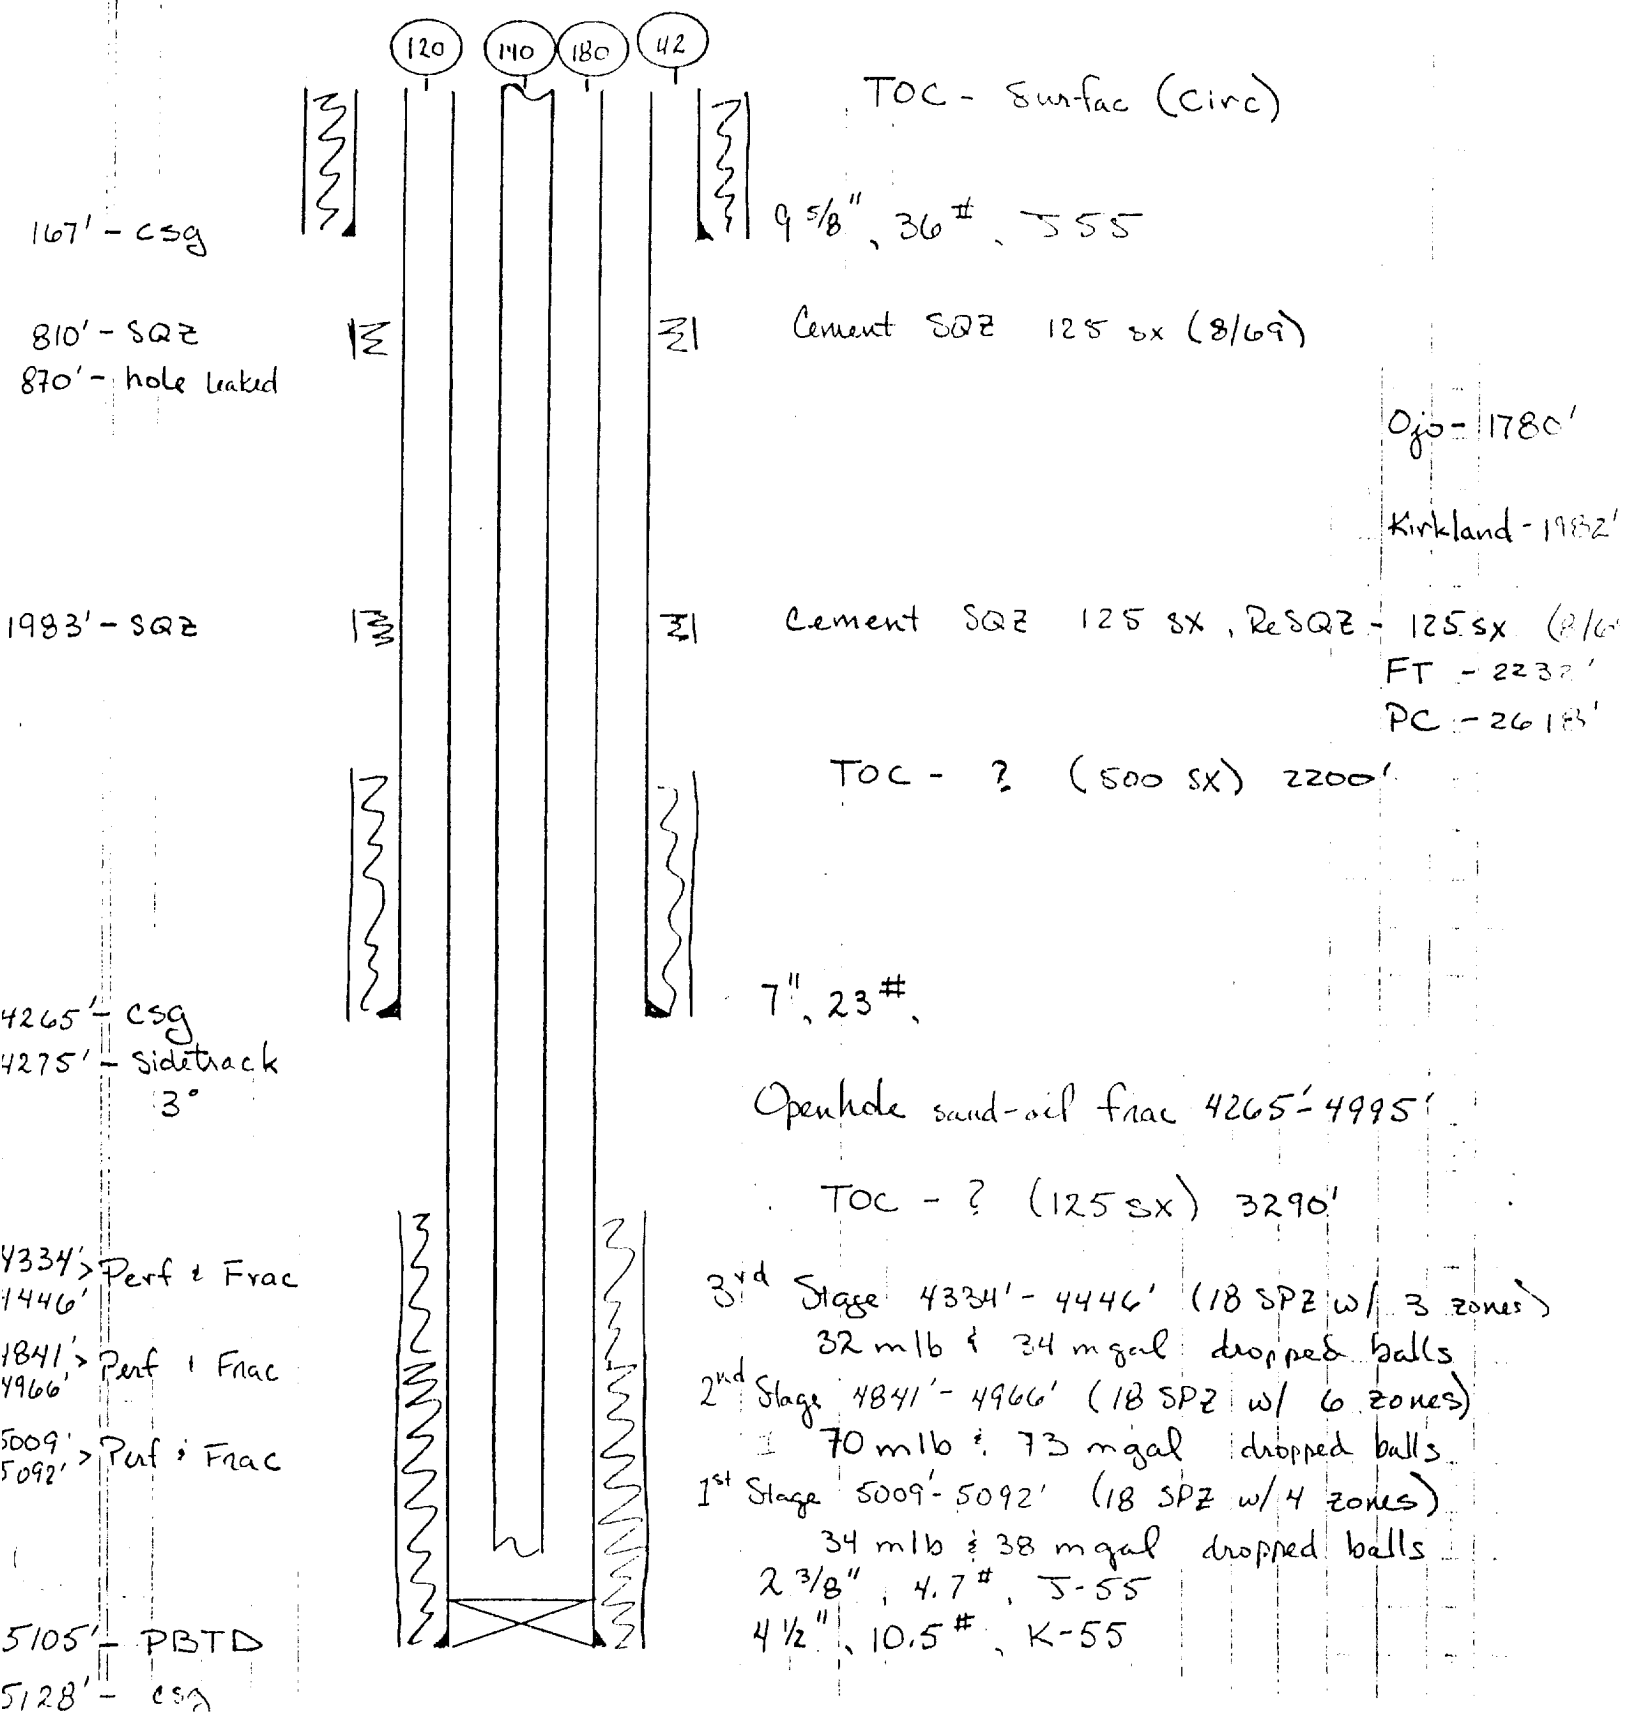 120 140 180 42
TOC - Surfac (Circ)
167' - csg
9 5/8", 36#, J55
810' - SQZ
Cement SQZ 125 sx (8/69)
870' - hole leaked
Ojo - 1780'
Kirkland - 1982'
1983' - SQZ
Cement SQZ 125 sx, ReSQZ - 125 sx (8/6
FT - 2232'
PC - 2618'
TOC - ? (500 sx) 2200'
4265' - csg
7", 23#,
4275' - Sidetrack
3°
Openhole sand-oil frac 4265'-4995'
TOC - ? (125 sx) 3290'
4334' > Perf & Frac
4446'
3rd Stage 4334' - 4446' (18 SPZ w/ 3 zones)
32 mlb & 34 mgal dropped balls
4841' > Perf & Frac
4966'
2nd Stage 4841' - 4966' (18 SPZ w/ 6 zones)
70 mlb & 73 mgal dropped balls
5009' > Perf & Frac
5092'
1st Stage 5009'-5092' (18 SPZ w/ 4 zones)
34 mlb & 38 mgal dropped balls
2 3/8", 4.7#, J-55
5105' - PBTD
4 1/2", 10.5#, K-55
5128' - csg